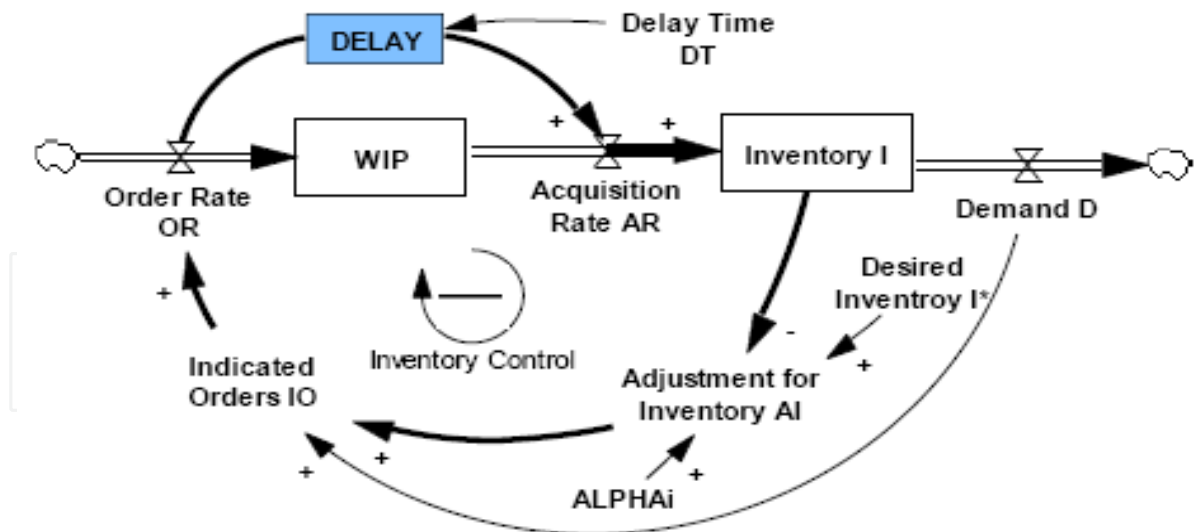 DELAY
Delay Time
DT
+
+
WIP
Inventory I
Order Rate
OR
Acquisition
Rate AR
Demand D
+
Desired
Inventroy I*
-
Inventory Control
+
Indicated
Orders IO
Adjustment for
Inventory AI
+
+
+
ALPHAi